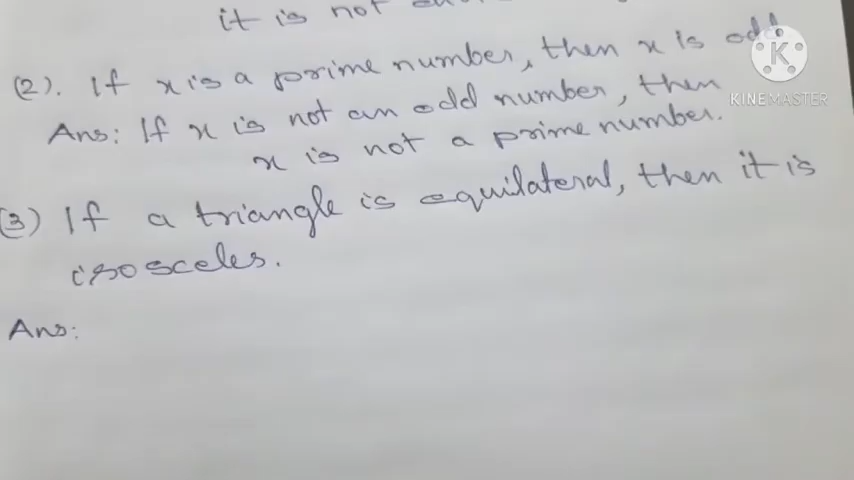 it is not
(2). If x is a prime number, then x is odd
Ans: If x is not an odd number, then
x is not a prime number.
(3) If a triangle is equilateral, then it is
isosceles.
Ans:
K
KINEMASTER